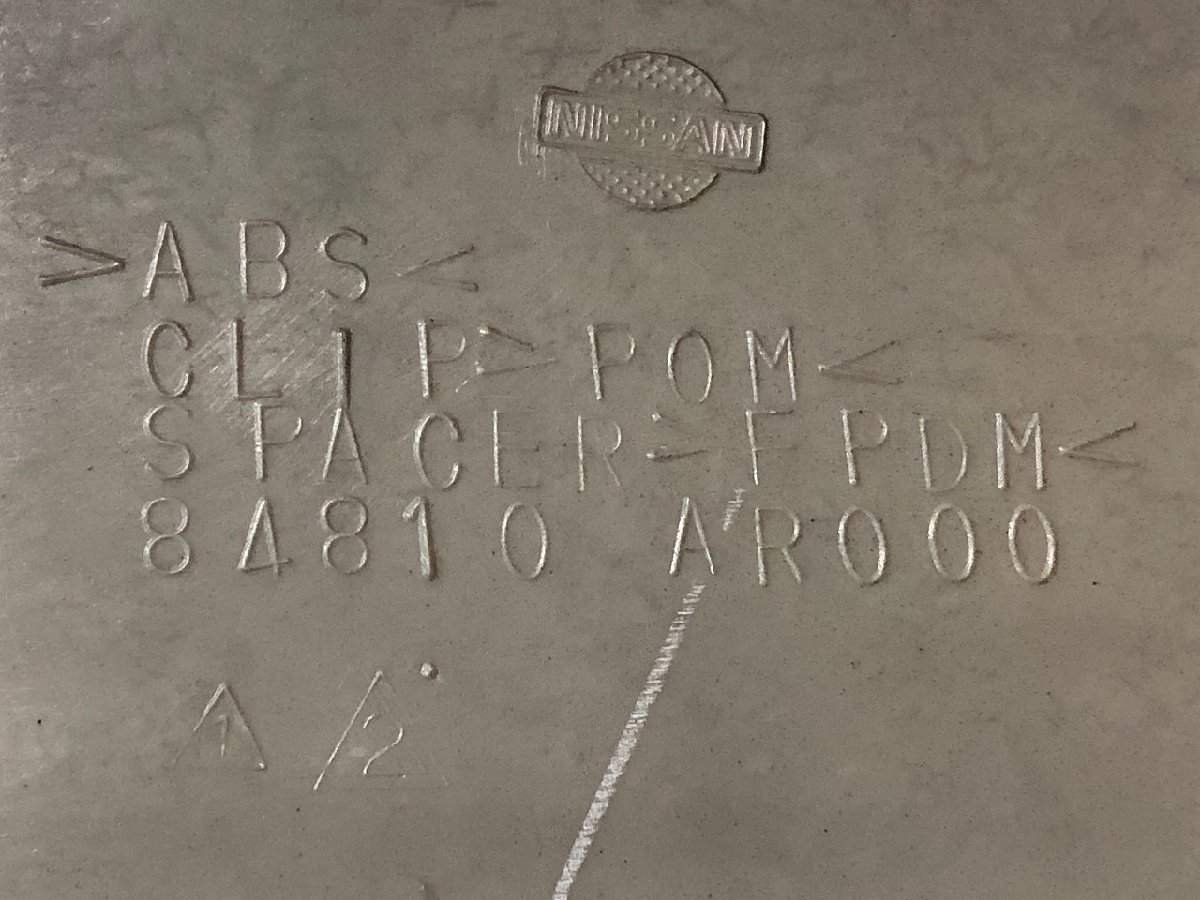 NISSAN
>ABS<
CLIP>POM<
SPACER>EPDM<
84810 AR000
1 2